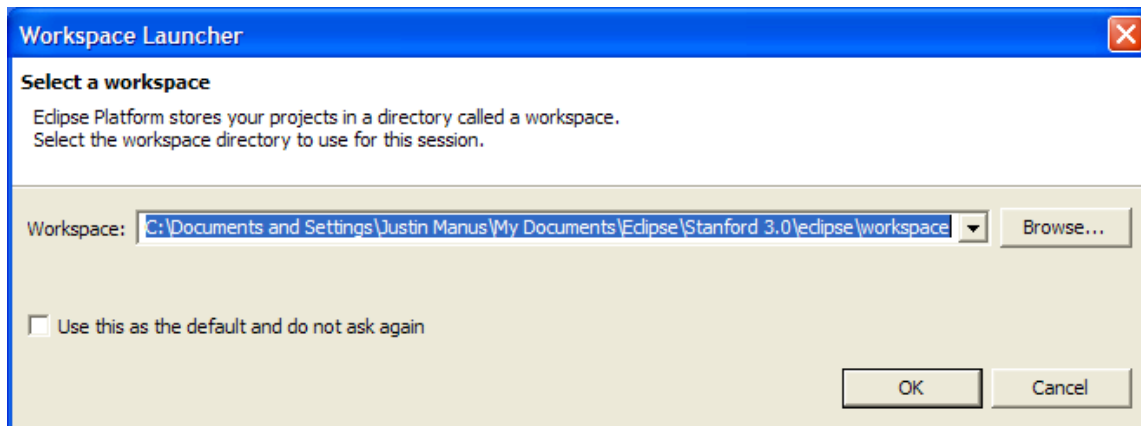 Workspace Launcher
Select a workspace
Eclipse Platform stores your projects in a directory called a workspace.
Select the workspace directory to use for this session.
Workspace: C:\Documents and Settings\Justin Manus\My Documents\Eclipse\Stanford 3.0\eclipse\workspace Browse...
Use this as the default and do not ask again
OK Cancel